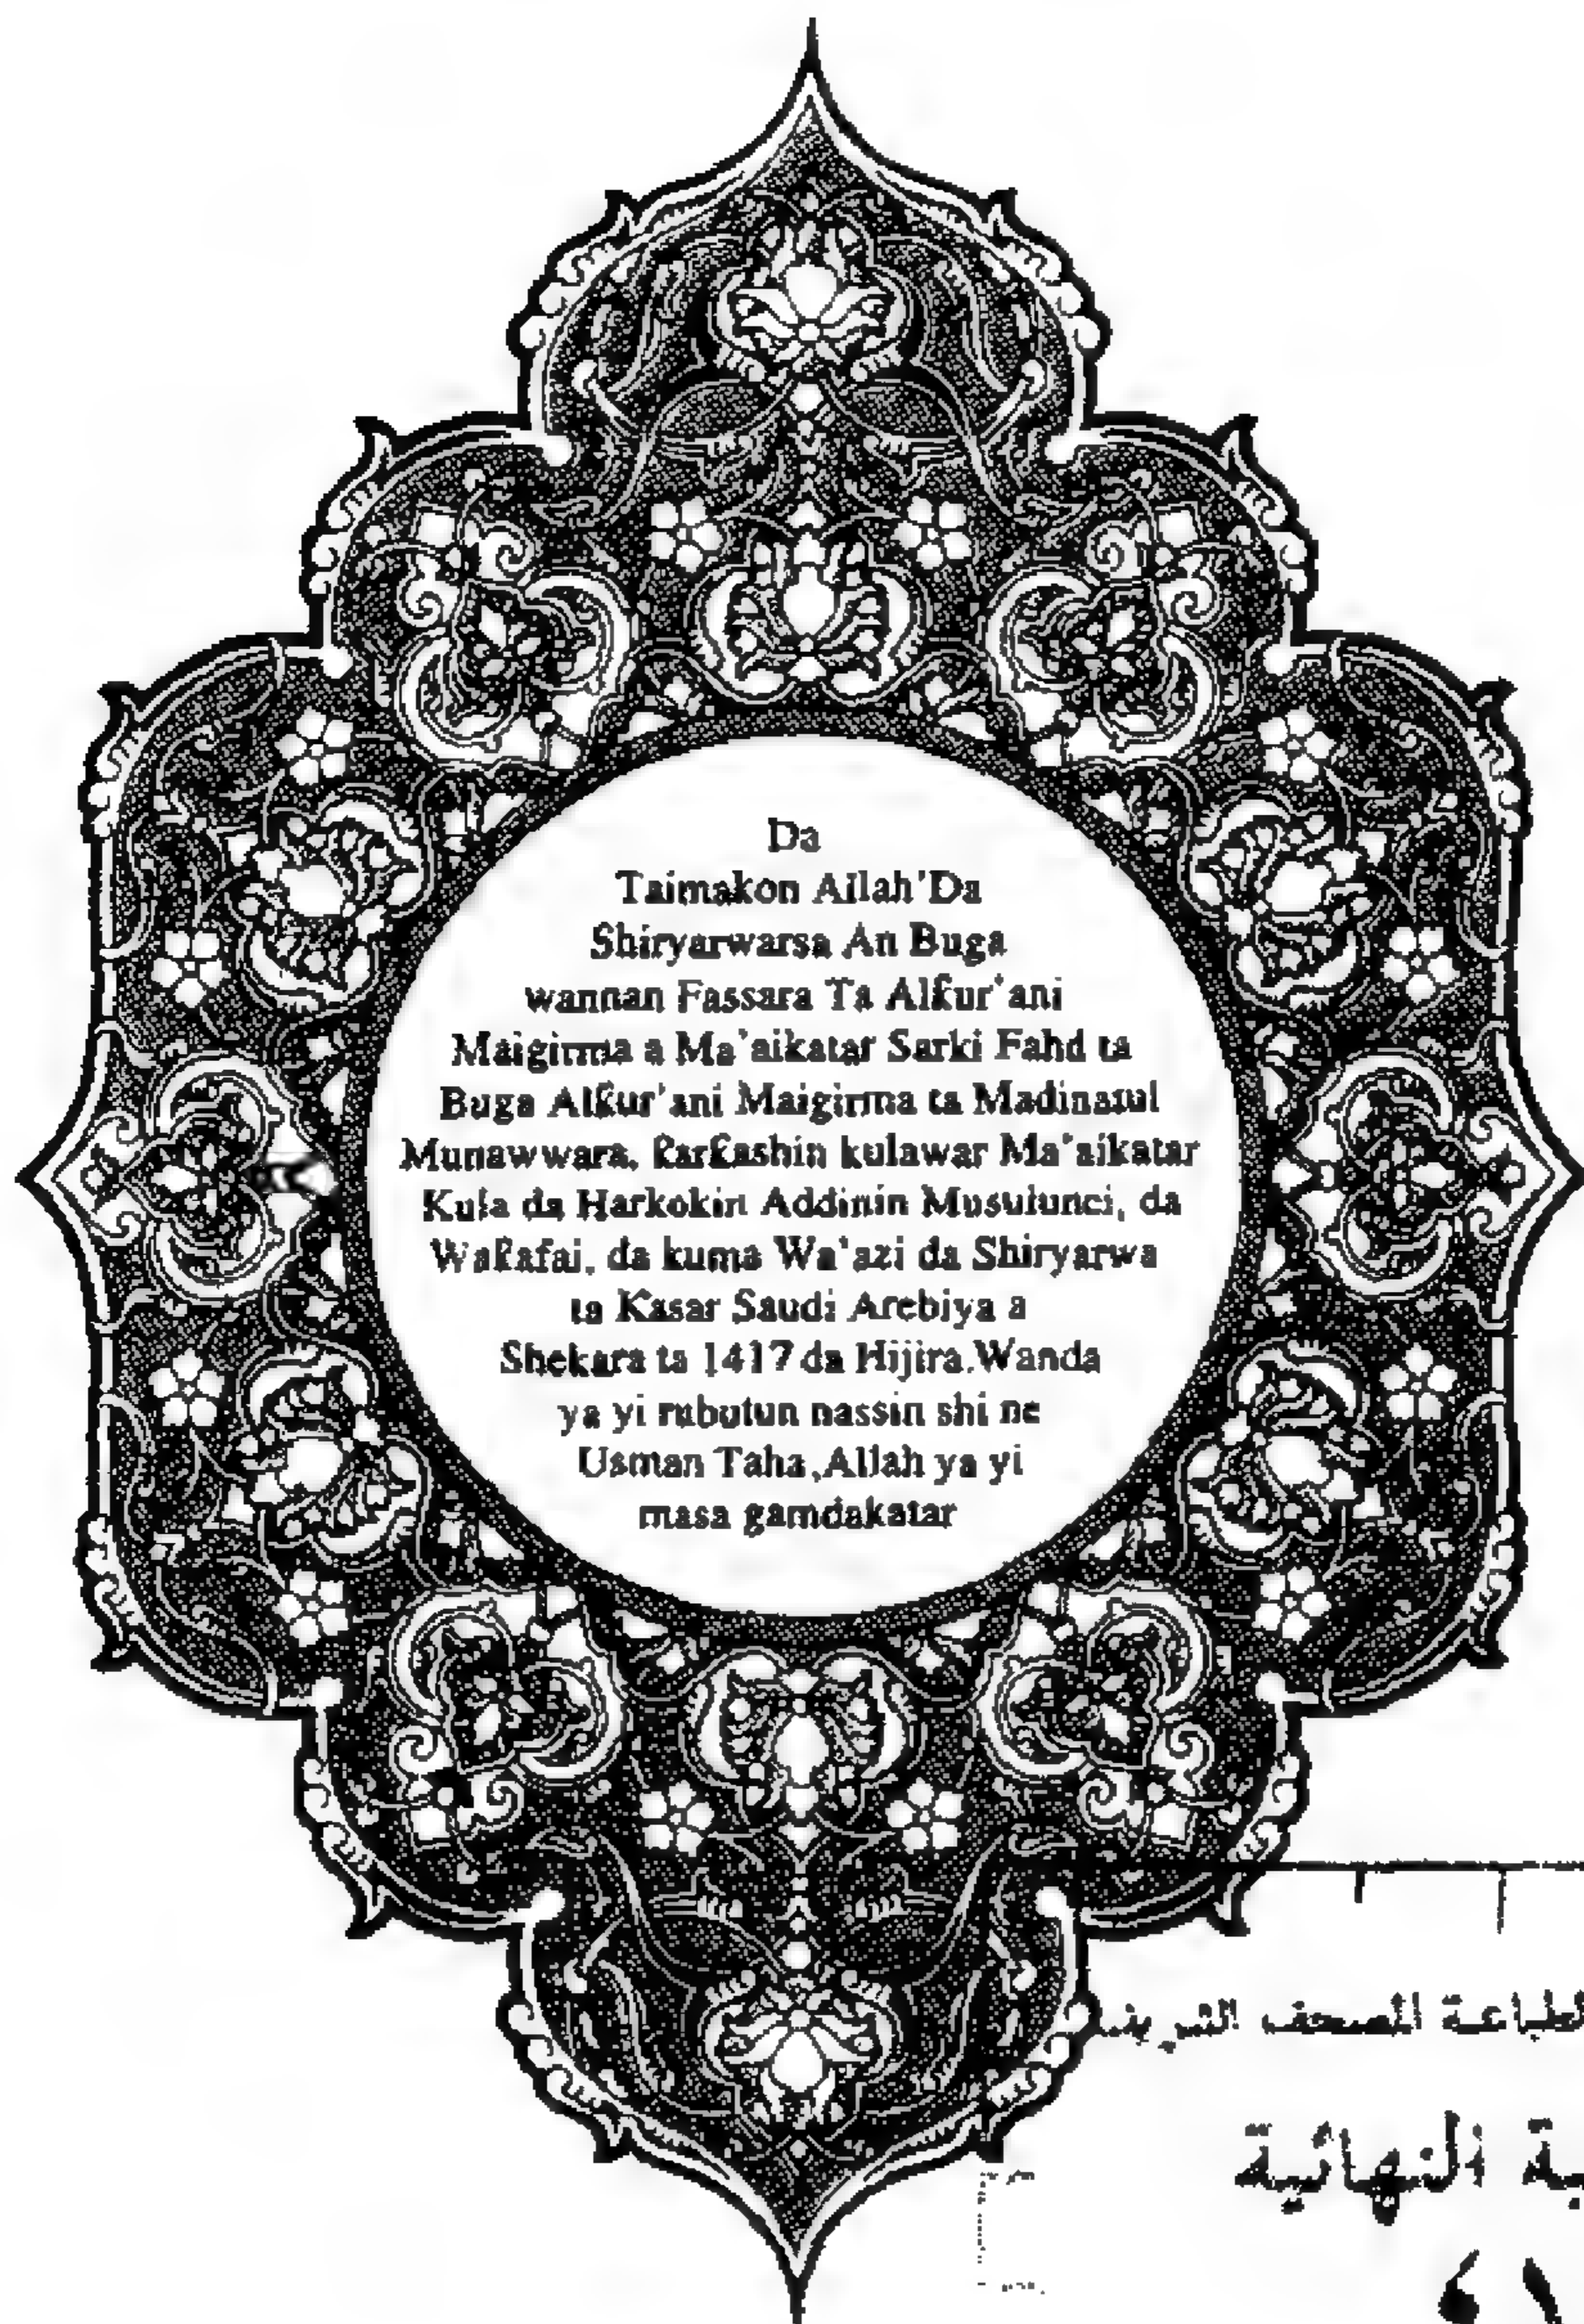 Da
Taimakon Allah'Da
Shiryarwarsa An Buga
wannan Fassara Ta Alƙur'ani
Maigirma a Ma'aikatar Sarki Fahd ta
Buga Alƙur'ani Maigirma ta Madinatul
Munawwara, ƙarƙashin kulawar Ma'aikatar
Kula da Harkokin Addinin Musulunci, da
Waƙafai, da kuma Wa'azi da Shiryarwa
ta Kasar Saudi Arebiya a
Shekara ta 1417 da Hijira.Wanda
ya yi rubutun nassin shi ne
Usman Taha,Allah ya yi
masa gamdakatar
لطباعة المصحف الشريف
النهائية